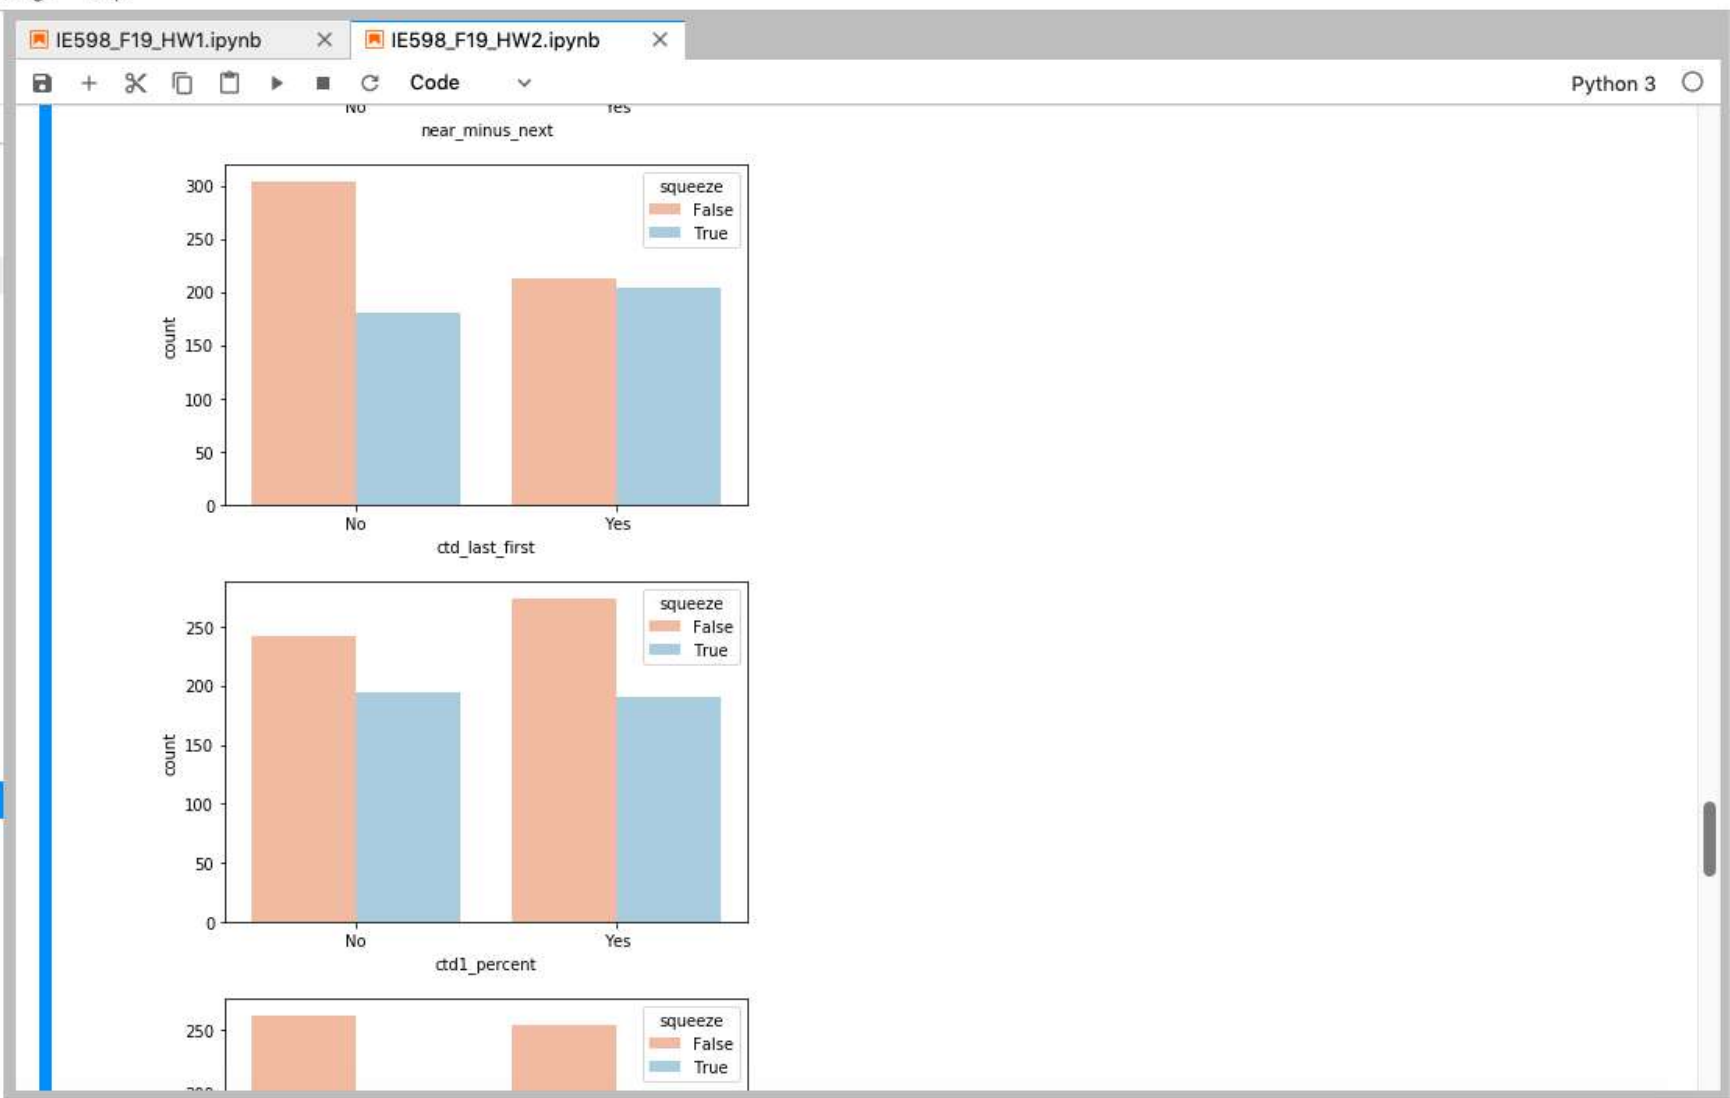 IE598_F19_HW1.ipynb
IE598_F19_HW2.ipynb
Code
Python 3
No Yes
near_minus_next
300
250
200
150
100
50
0
count
squeeze
False
True
No Yes
ctd_last_first
250
200
150
100
50
0
count
squeeze
False
True
No Yes
ctd1_percent
250
squeeze
False
True